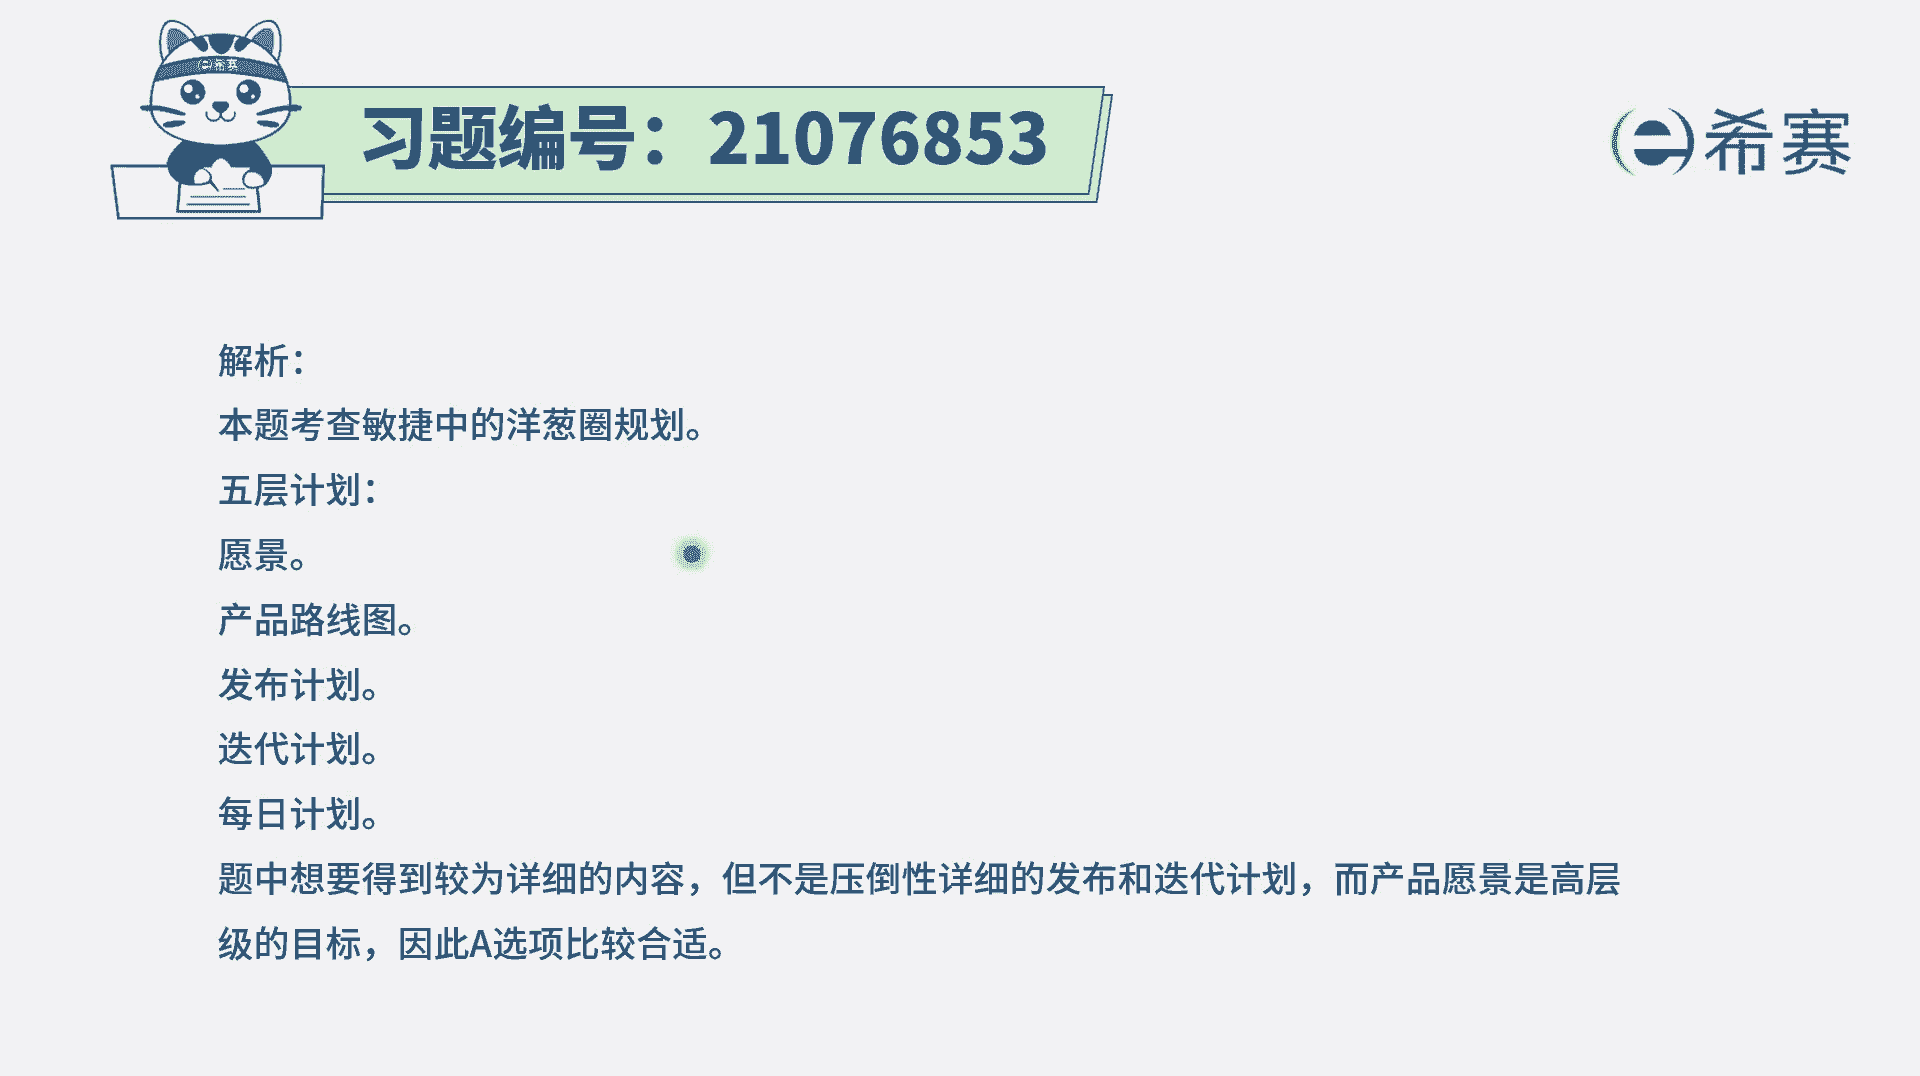 希赛
习题编号：21076853
希赛
解析：
本题考查敏捷中的洋葱圈规划。
五层计划：
愿景。
产品路线图。
发布计划。
迭代计划。
每日计划。
题中想要得到较为详细的内容，但不是压倒性详细的发布和迭代计划，而产品愿景是高层
级的目标，因此A选项比较合适。